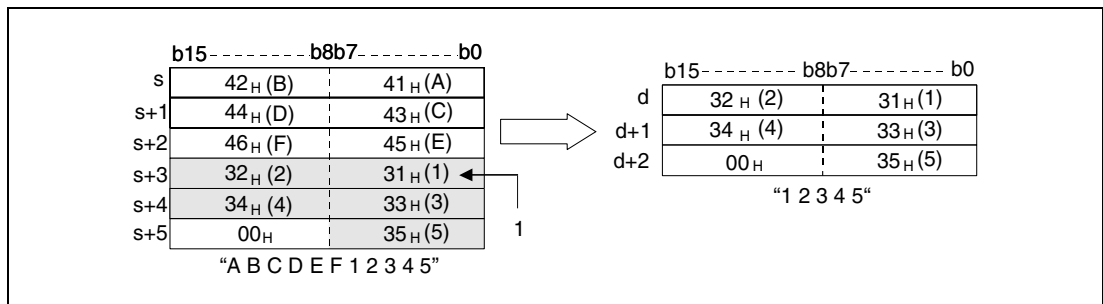 b15 b8b7 b0
s 42H (B) 41H (A)
s+1 44H (D) 43H (C)
s+2 46H (F) 45H (E)
s+3 32H (2) 31H (1)
s+4 34H (4) 33H (3)
s+5 00H 35H (5)
“A B C D E F 1 2 3 4 5”
1
b15 b8b7 b0
d 32H (2) 31H (1)
d+1 34H (4) 33H (3)
d+2 00H 35H (5)
“1 2 3 4 5“